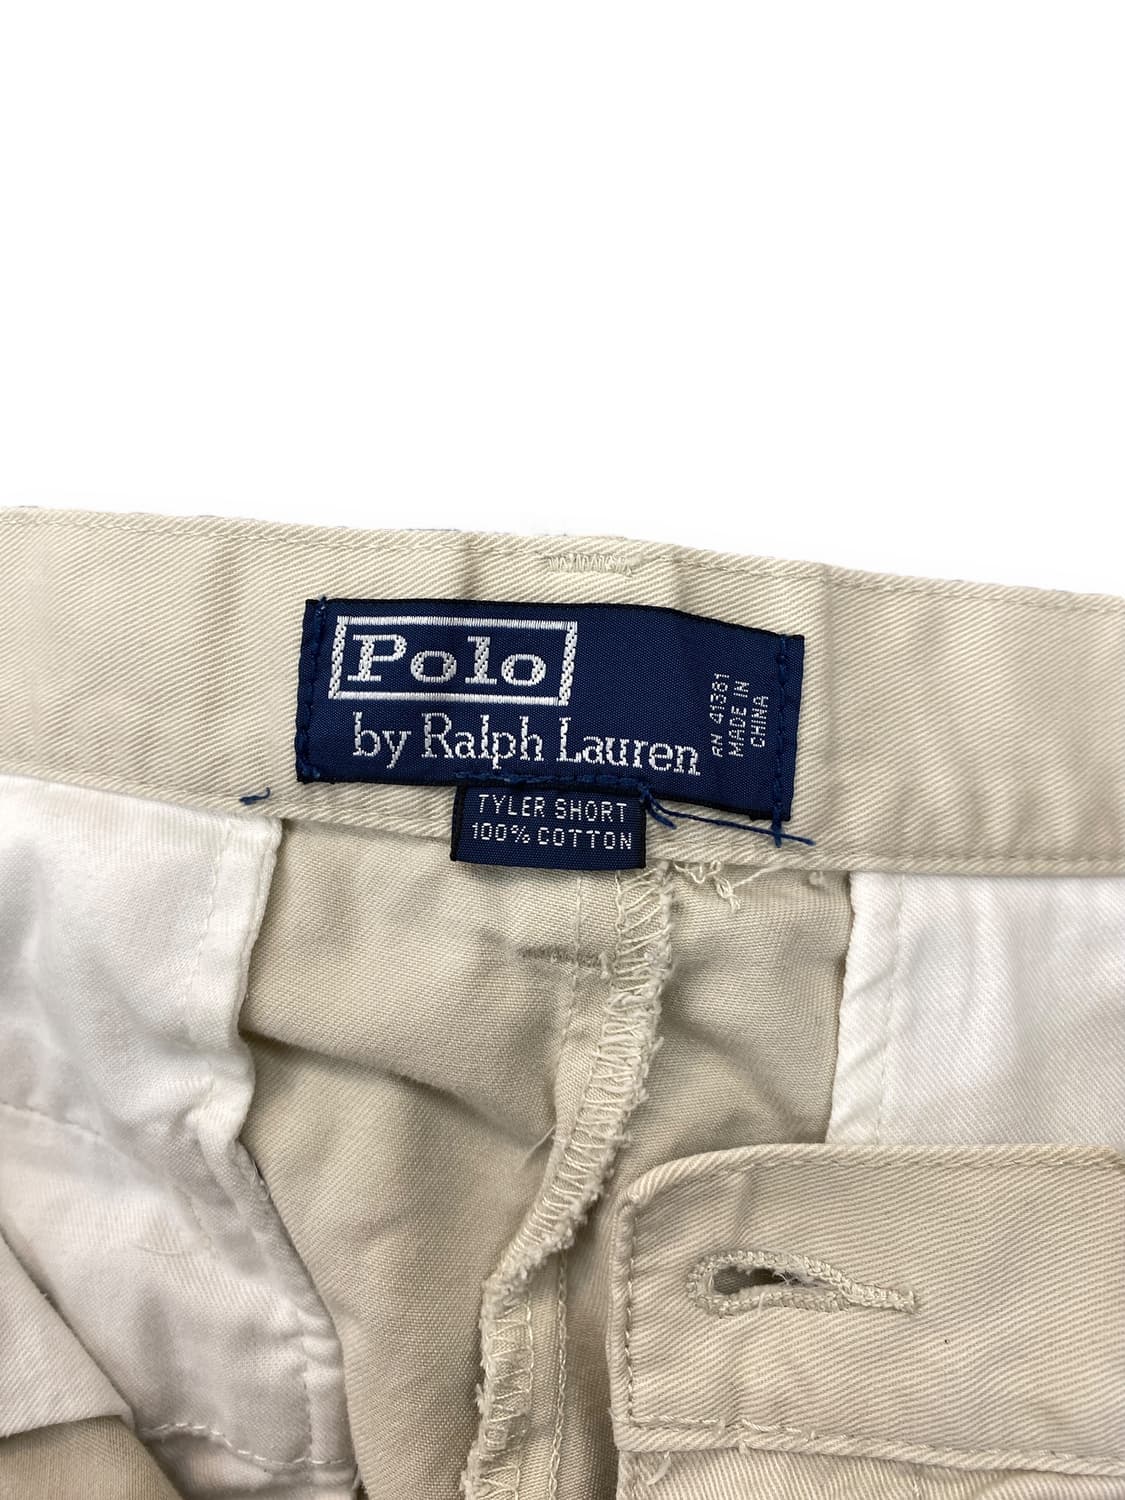 Polo
by Ralph Lauren
RN 41381
MADE IN
CHINA
TYLER SHORT
100% COTTON